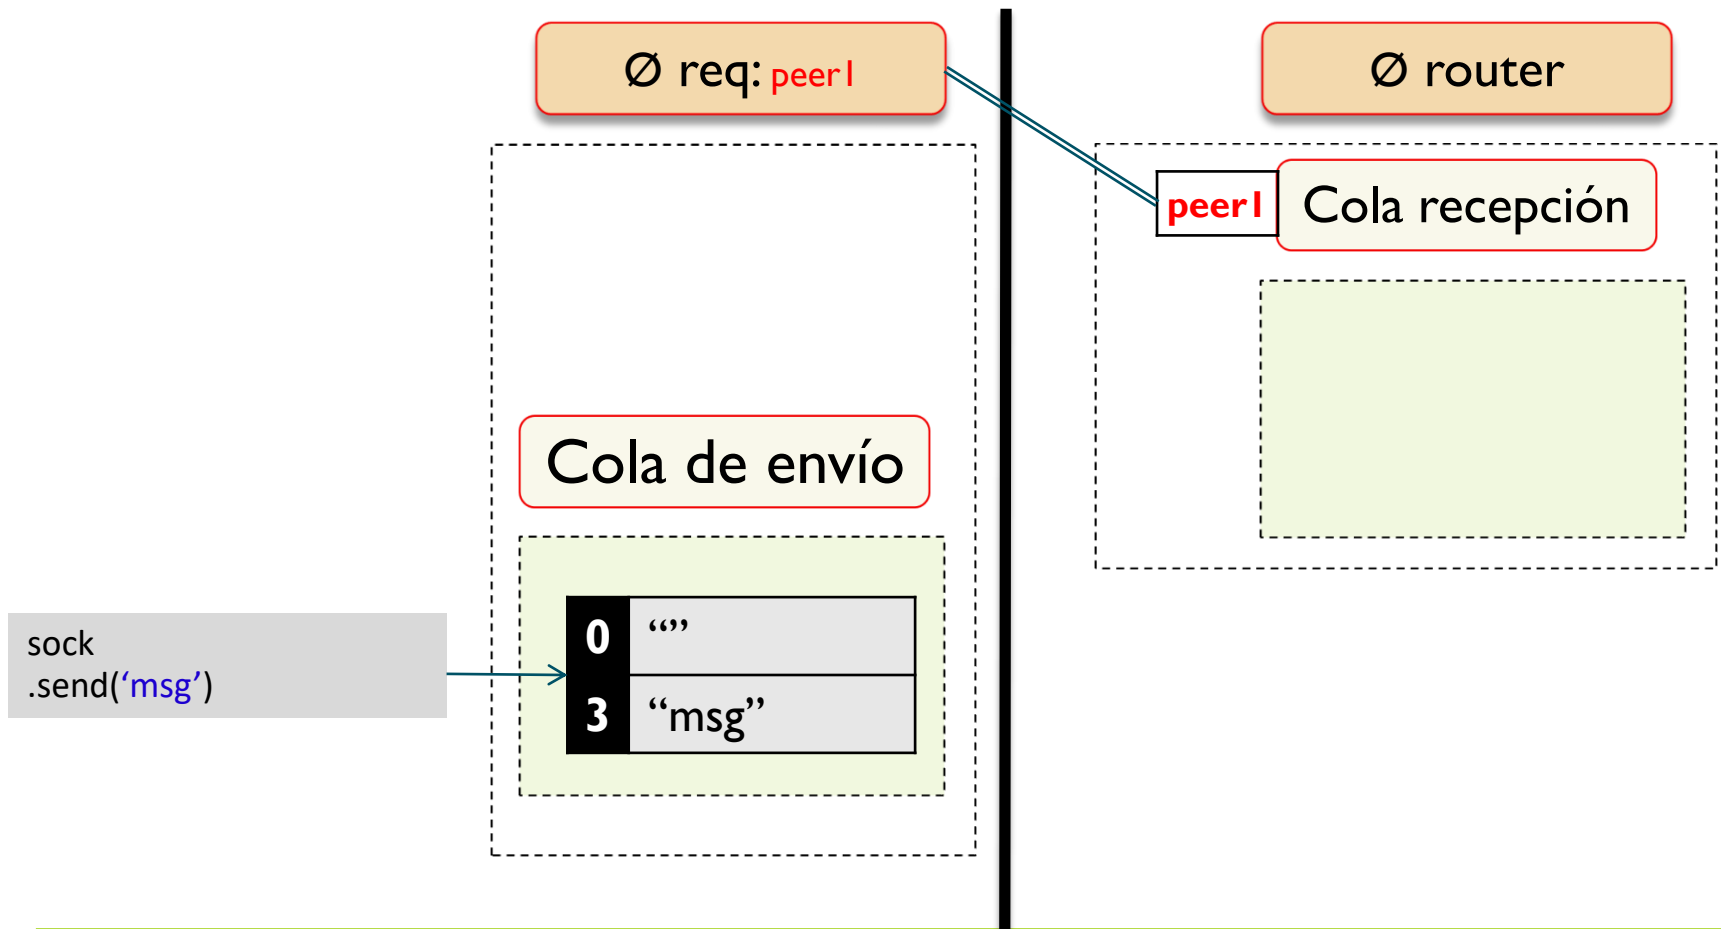 Ø req: peer1
Ø router
peer1
Cola recepción
Cola de envío
sock
.send(‘msg’)
0 “”
3 “msg”